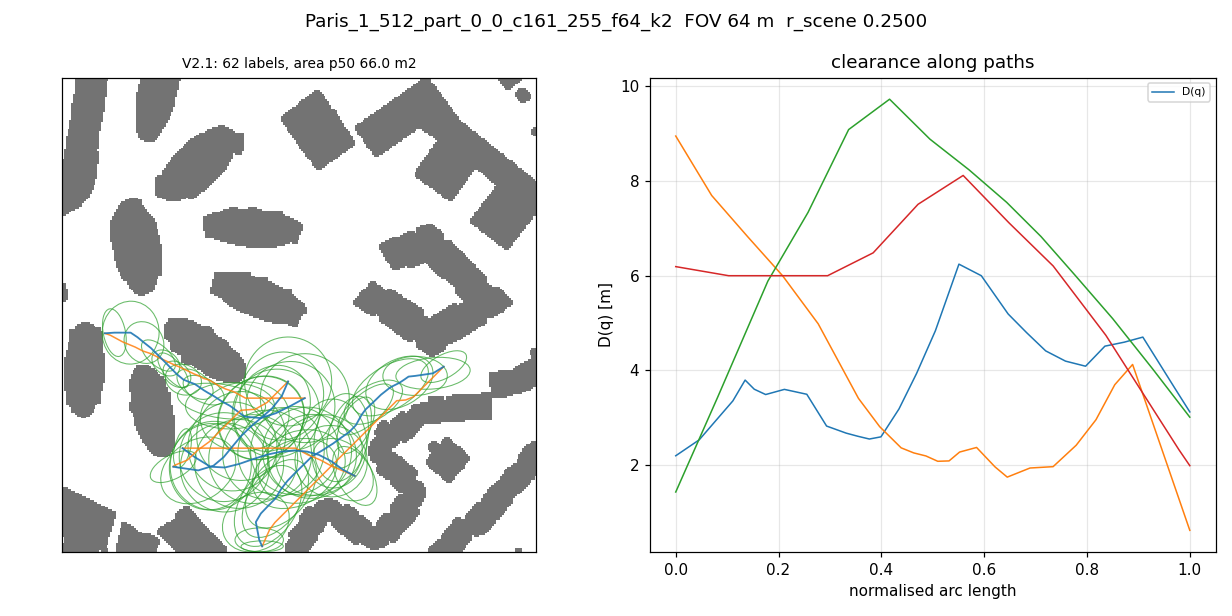 Paris_1_512_part_0_0_c161_255_f64_k2  FOV 64 m  r_scene 0.2500
V2.1: 62 labels, area p50 66.0 m2
clearance along paths
D(q)
D(q) [m]
10
8
6
4
2
0.0 0.2 0.4 0.6 0.8 1.0
normalised arc length